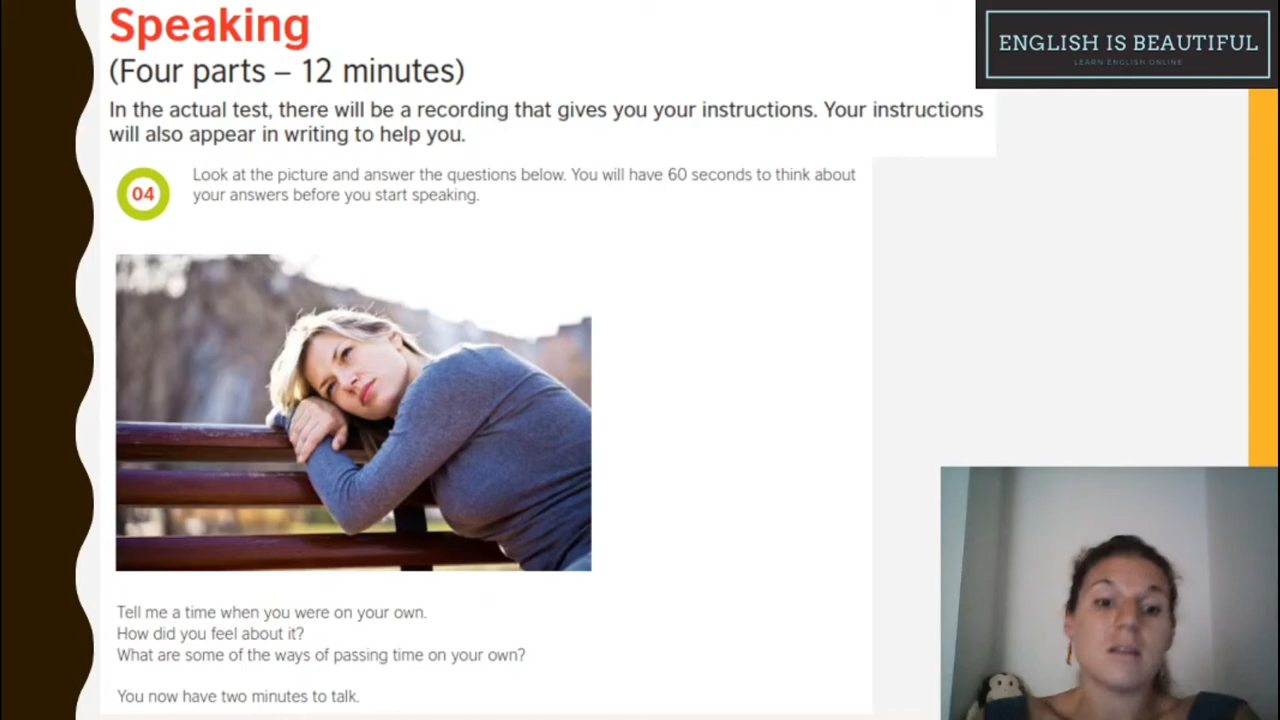 Speaking
(Four parts – 12 minutes)
In the actual test, there will be a recording that gives you your instructions. Your instructions
will also appear in writing to help you.
ENGLISH IS BEAUTIFUL
LEARN ENGLISH ONLINE
04
Look at the picture and answer the questions below. You will have 60 seconds to think about
your answers before you start speaking.
Tell me a time when you were on your own.
How did you feel about it?
What are some of the ways of passing time on your own?
You now have two minutes to talk.